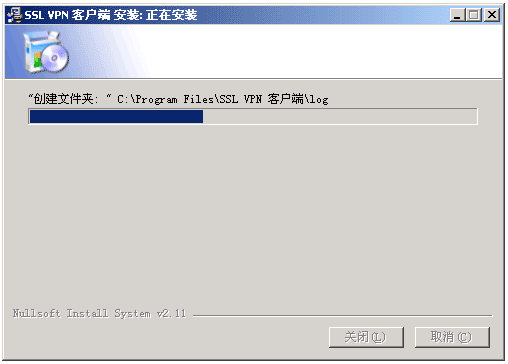 SSL VPN 客户端 安装: 正在安装
"创建文件夹: " C:\Program Files\SSL VPN 客户端\log
Nullsoft Install System v2.11
关闭(L)
取消(C)